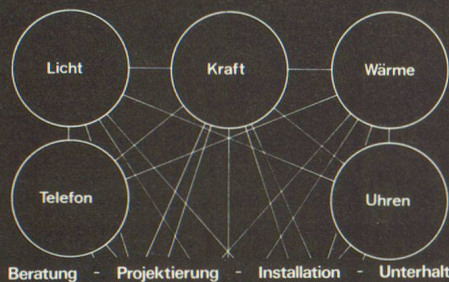 Licht
Kraft
Wärme
Telefon
Uhren
Beratung - Projektierung - Installation - Unterhalt